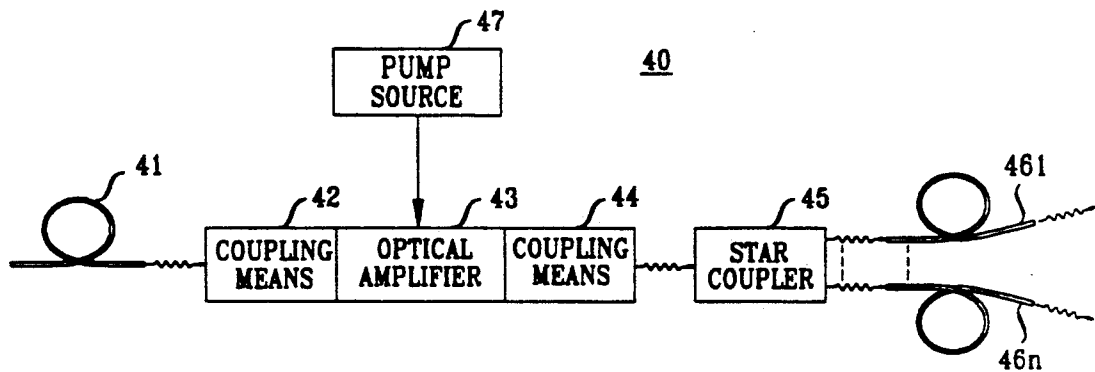 47
PUMP
SOURCE
40
41
42
43
44
45
461
COUPLING
MEANS
OPTICAL
AMPLIFIER
COUPLING
MEANS
STAR
COUPLER
46n